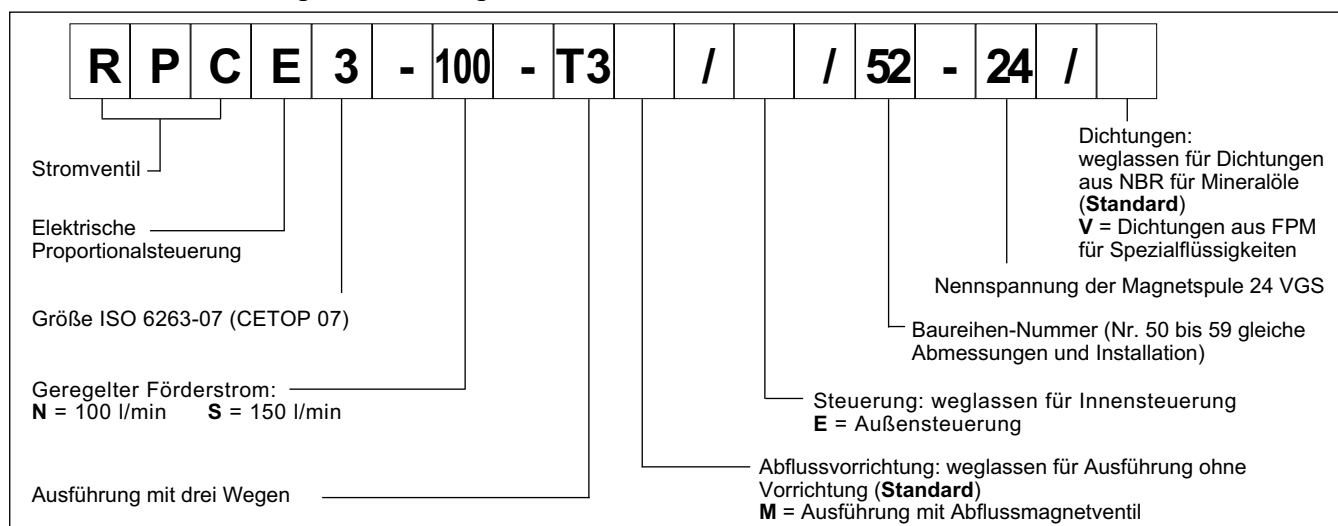 R P C E 3 - 100 - T3 / / 52 - 24 /
Stromventil
Elektrische
Proportionalsteuerung
Größe ISO 6263-07 (CETOP 07)
Geregelter Förderstrom:
N = 100 l/min S = 150 l/min
Ausführung mit drei Wegen
Dichtungen:
weglassen für Dichtungen
aus NBR für Mineralöle
(Standard)
V = Dichtungen aus FPM
für Spezialflüssigkeiten
Nennspannung der Magnetspule 24 VGS
Baureihen-Nummer (Nr. 50 bis 59 gleiche
Abmessungen und Installation)
Steuerung: weglassen für Innensteuerung
E = Außensteuerung
Abflussvorrichtung: weglassen für Ausführung ohne
Vorrichtung (Standard)
M = Ausführung mit Abflussmagnetventil